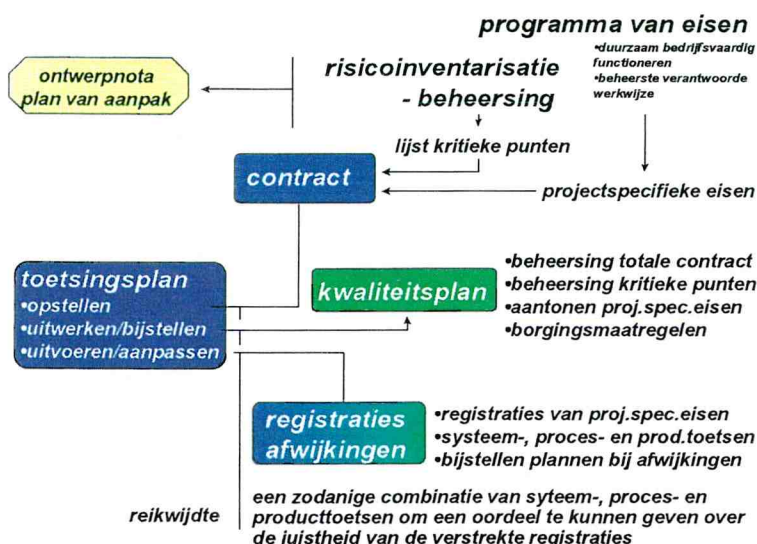 programma van eisen
•duurzaam bedrijfsvaardig
functioneren
•beheerste verantwoorde
werkwijze
ontwerpnota
plan van aanpak
risicoinventarisatie
- beheersing
lijst kritieke punten
contract
projectspecifieke eisen
toetsingsplan
•opstellen
•uitwerken/bijstellen
•uitvoeren/aanpassen
kwaliteitsplan
•beheersing totale contract
•beheersing kritieke punten
•aantonen proj.spec.eisen
•borgingsmaatregelen
registraties
afwijkingen
•registraties van proj.spec.eisen
•systeem-, proces- en prod.toetsen
•bijstellen plannen bij afwijkingen
reikwijdte
een zodanige combinatie van syteem-, proces- en
producttoetsen om een oordeel te kunnen geven over
de juistheid van de verstrekte registraties